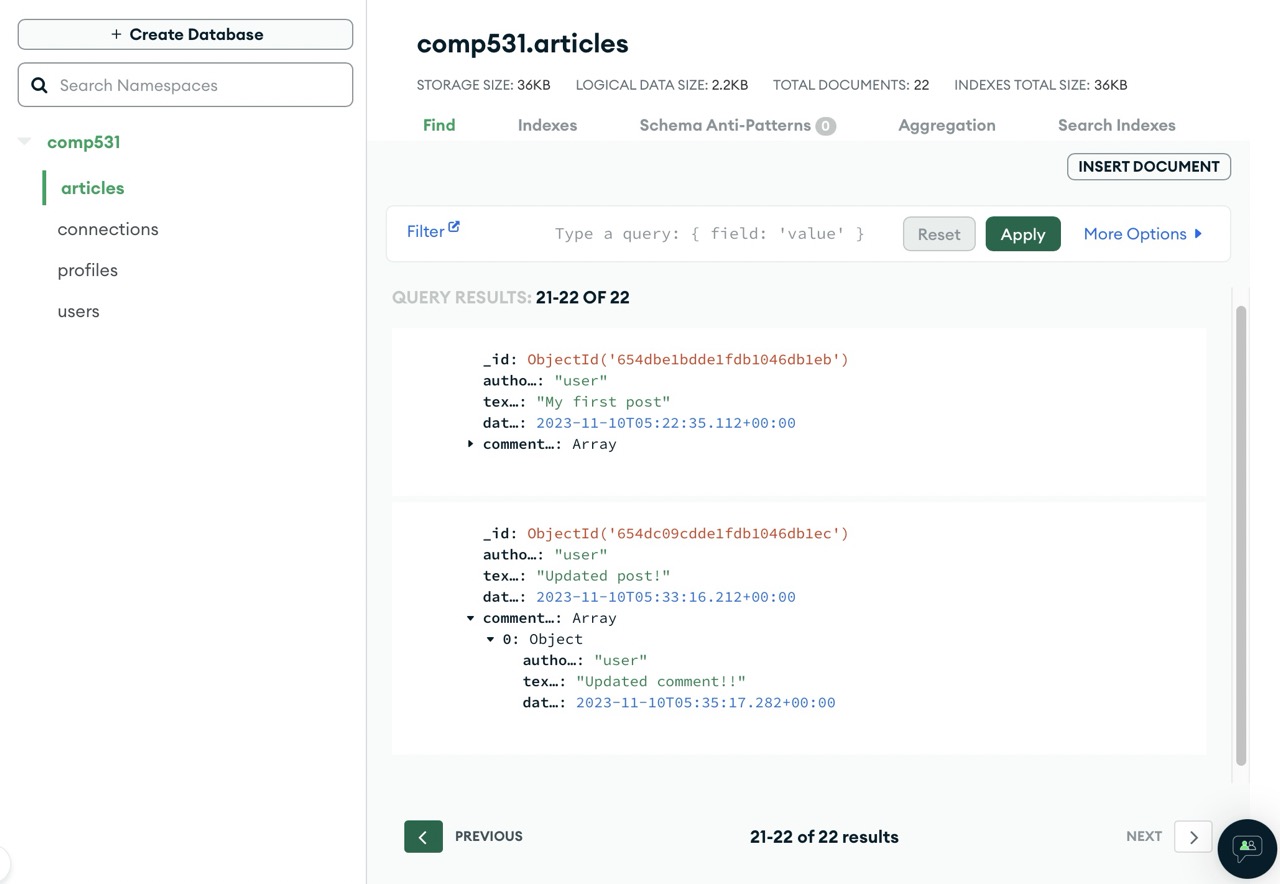 + Create Database
Search Namespaces
comp531
articles
connections
profiles
users
comp531.articles
STORAGE SIZE: 36KB LOGICAL DATA SIZE: 2.2KB TOTAL DOCUMENTS: 22 INDEXES TOTAL SIZE: 36KB
Find Indexes Schema Anti-Patterns 0 Aggregation Search Indexes
INSERT DOCUMENT
Filter Type a query: { field: 'value' } Reset Apply More Options
QUERY RESULTS: 21-22 OF 22
_id: ObjectId('654dbe1bdde1fdb1046db1eb')
autho…: "user"
tex…: "My first post"
dat…: 2023-11-10T05:22:35.112+00:00
comment…: Array
_id: ObjectId('654dc09cdde1fdb1046db1ec')
autho…: "user"
tex…: "Updated post!"
dat…: 2023-11-10T05:33:16.212+00:00
comment…: Array
0: Object
autho…: "user"
tex…: "Updated comment!!"
dat…: 2023-11-10T05:35:17.282+00:00
PREVIOUS 21-22 of 22 results NEXT